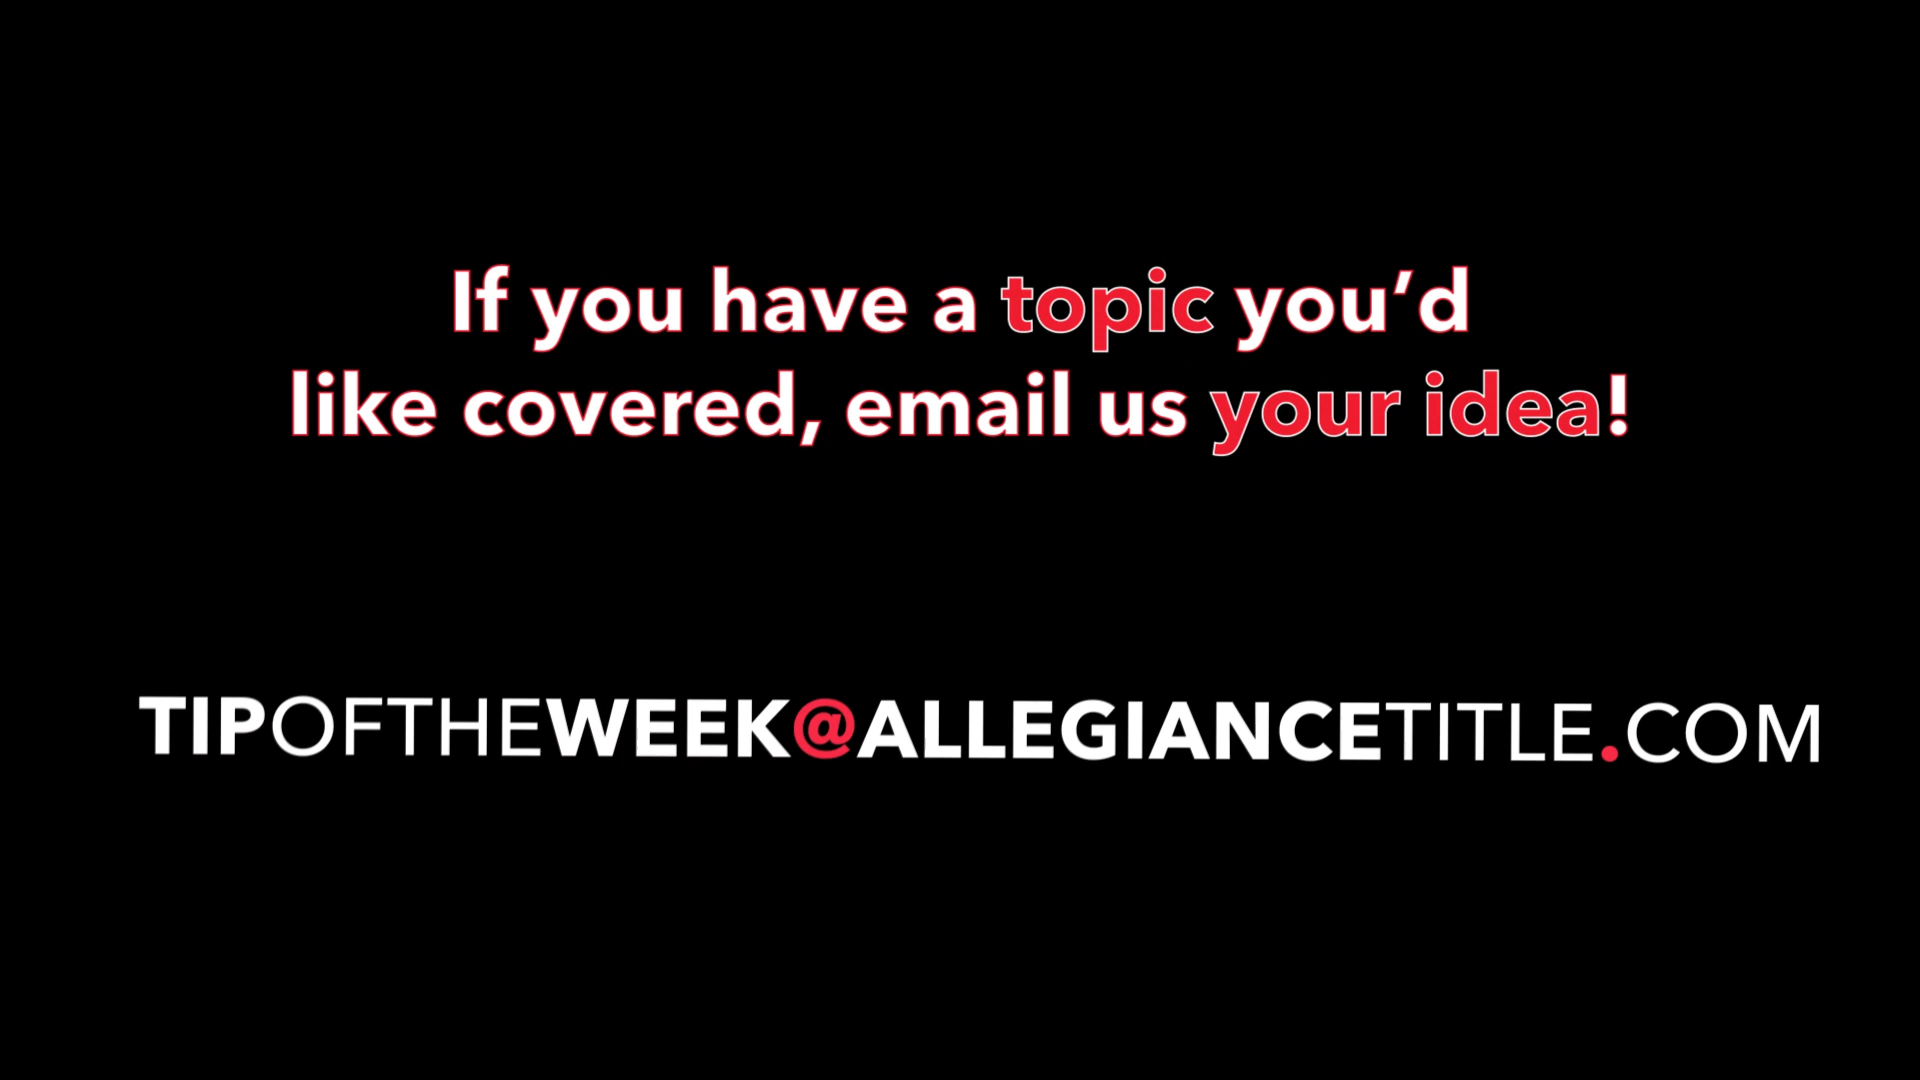 If you have a topic you’d
like covered, email us your idea!
TIPOFTHEWEEK@ALLEGIANCETITLE.COM